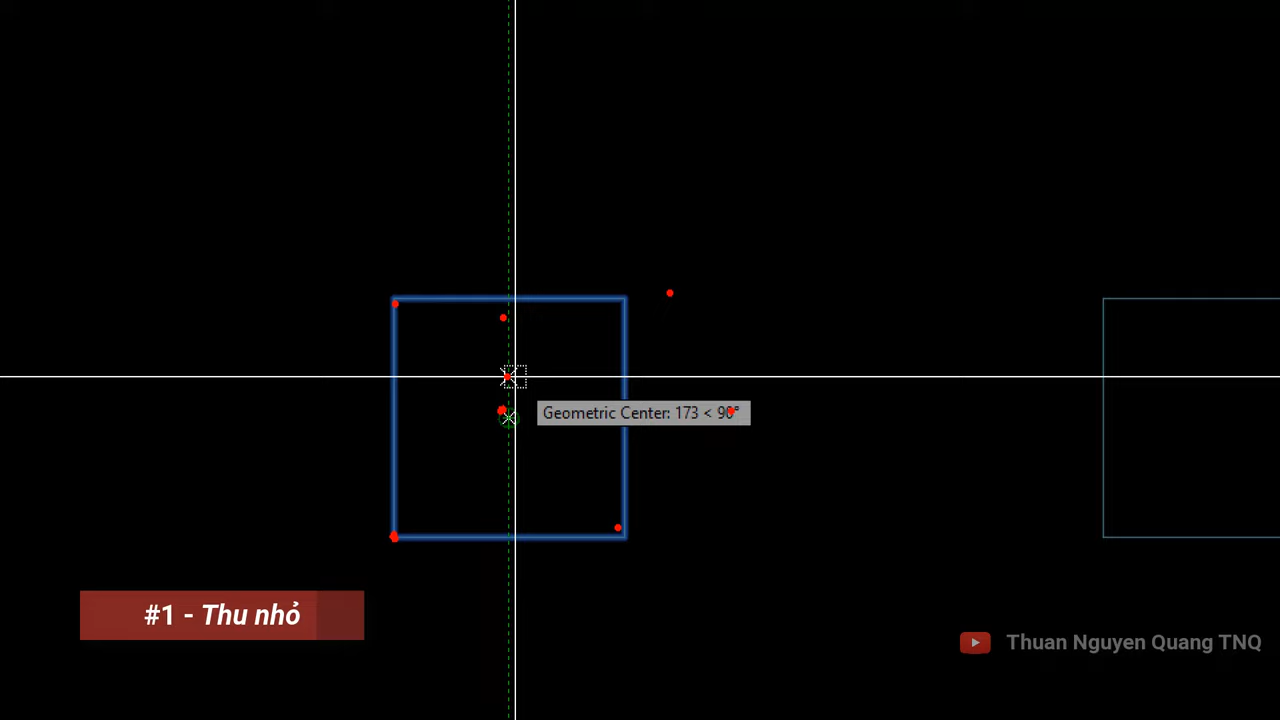 Geometric Center: 173 < 90°
#1 - Thu nhỏ
Thuan Nguyen Quang TNQ